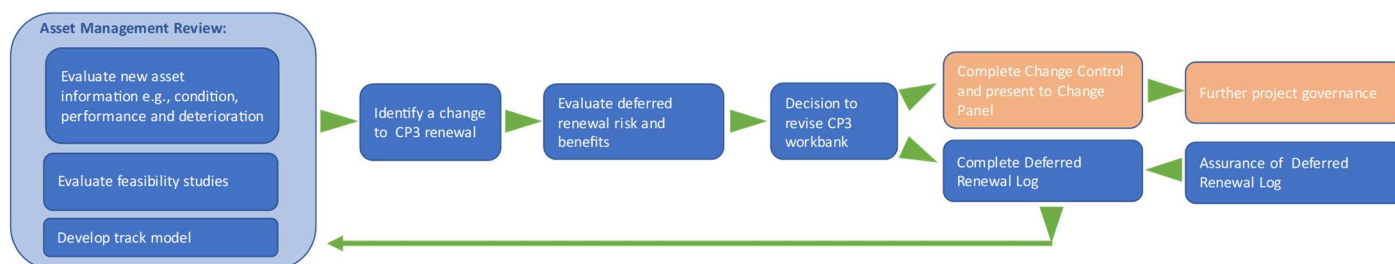 Asset Management Review:
Evaluate new asset
information e.g., condition,
performance and deterioration
Evaluate feasibility studies
Develop track model
Identify a change
to CP3 renewal
Evaluate deferred
renewal risk and
benefits
Decision to
revise CP3
workbank
Complete Change Control
and present to Change
Panel
Further project governance
Complete Deferred
Renewal Log
Assurance of Deferred
Renewal Log